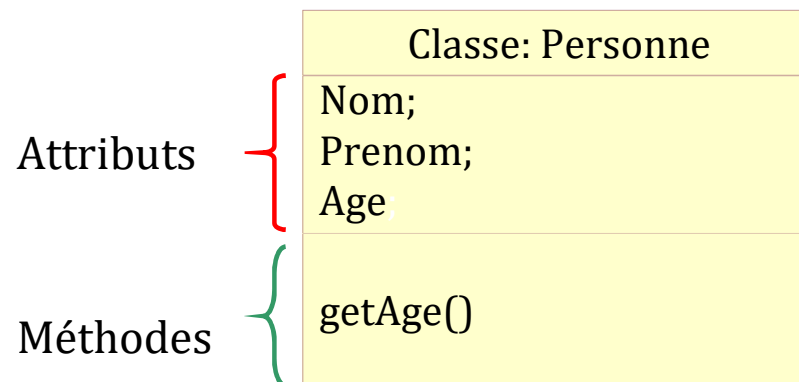 Classe: Personne
Attributs
Nom;
Prenom;
Age;
Méthodes
getAge()